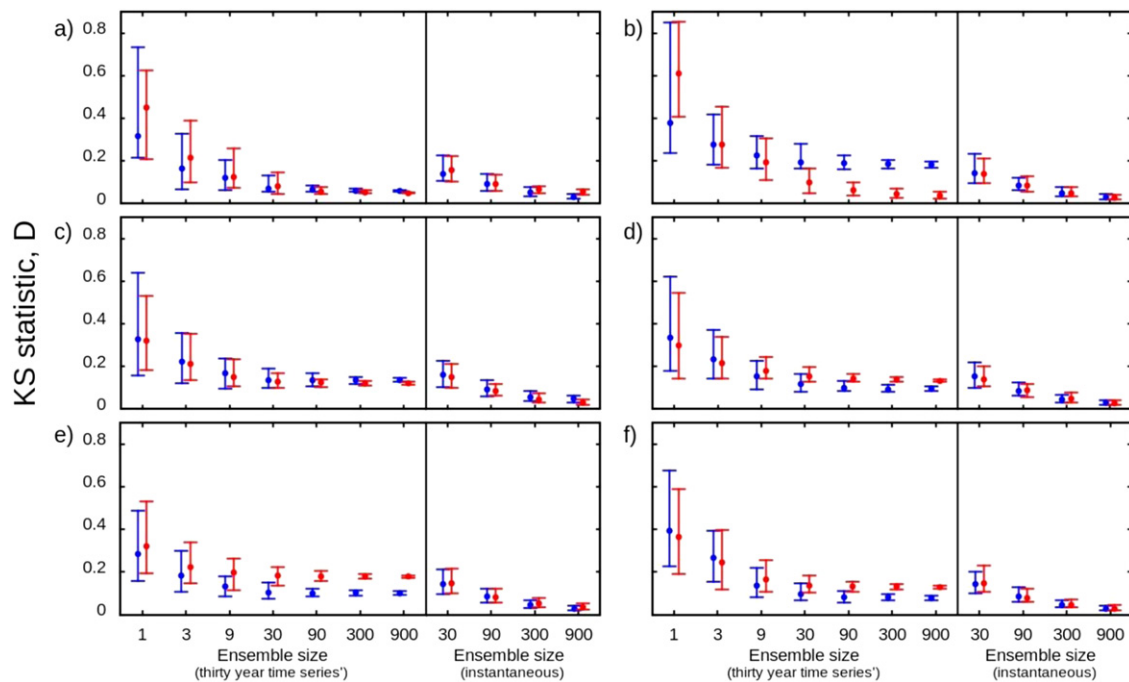 KS statistic, D
a)
0.8
0.6
0.4
0.2
0
b)
c)
0.8
0.6
0.4
0.2
0
d)
e)
0.8
0.6
0.4
0.2
0
f)
1 3 9 30 90 300 900 30 90 300 900
Ensemble size
(thirty year time series')
Ensemble size
(instantaneous)
1 3 9 30 90 300 900 30 90 300 900
Ensemble size
(thirty year time series')
Ensemble size
(instantaneous)